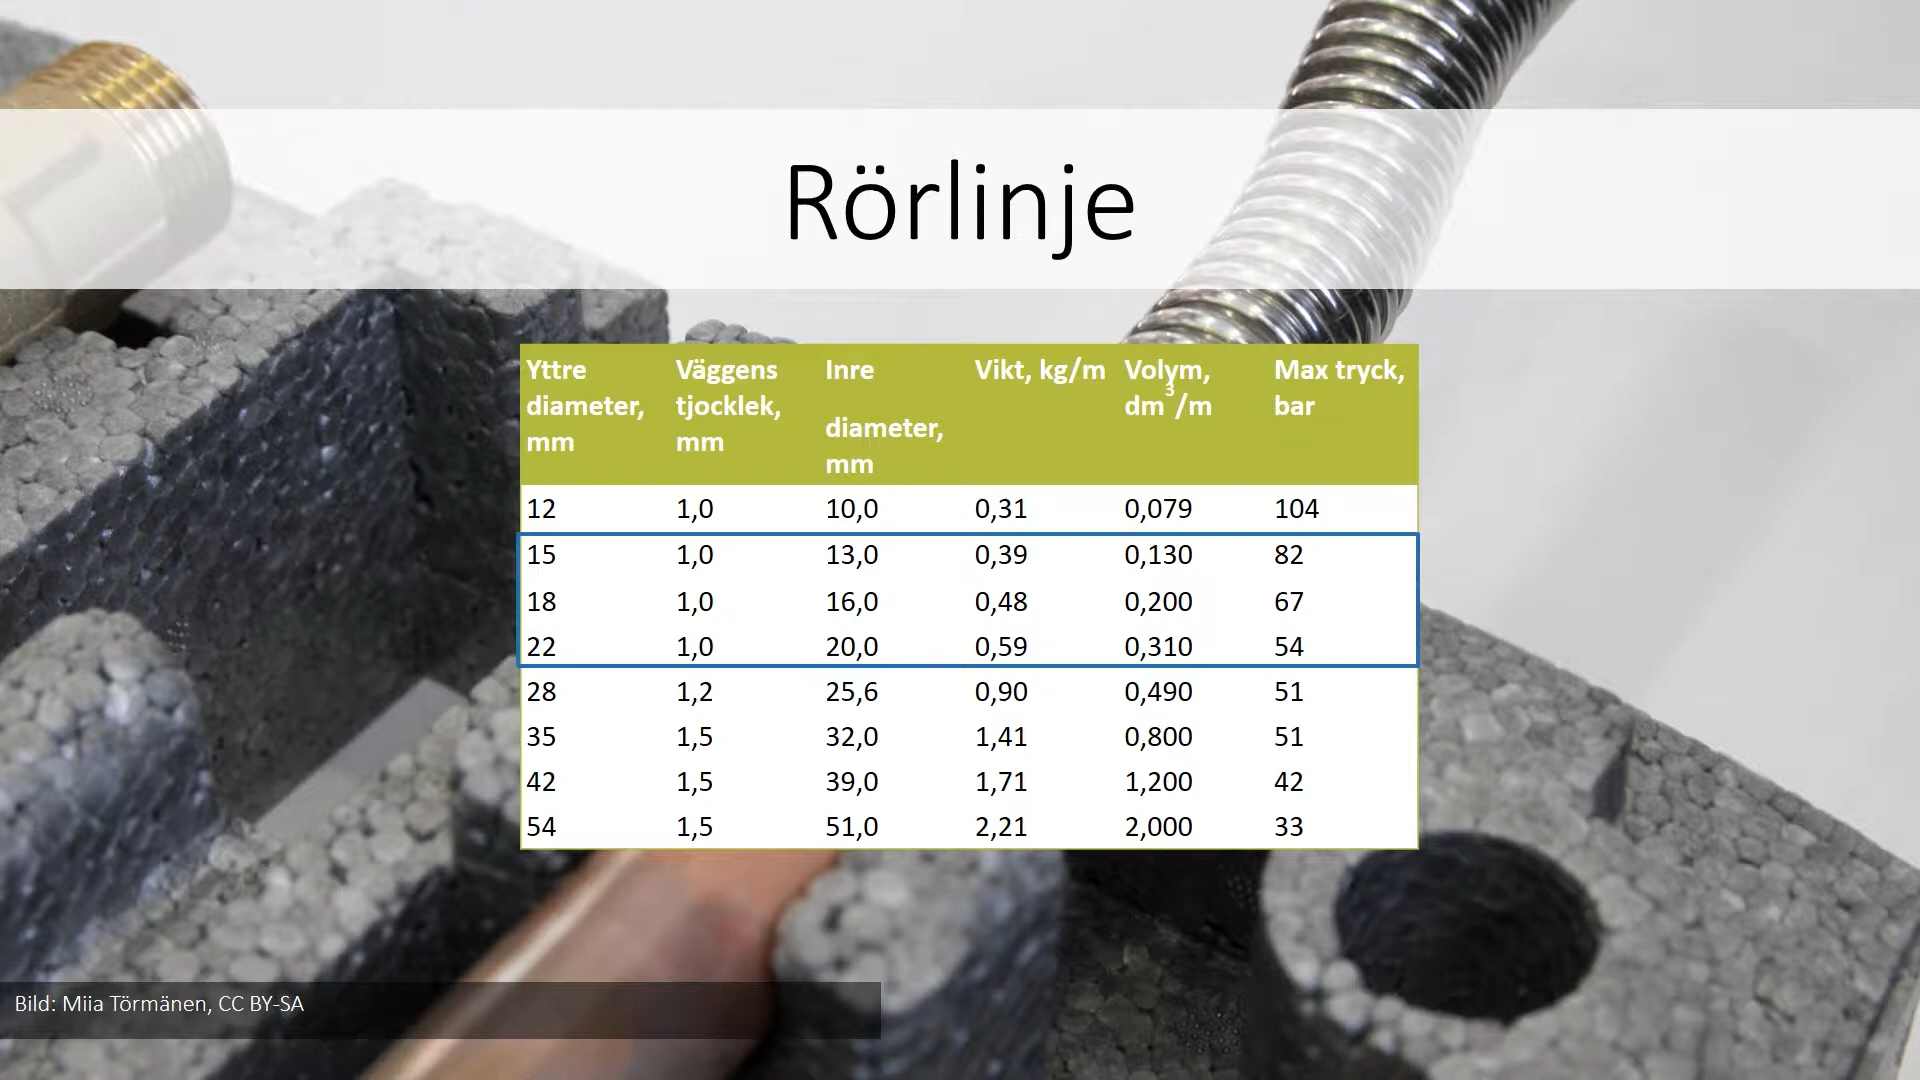 Rörlinje
Yttre diameter, mm Väggens tjocklek, mm Inre diameter, mm Vikt, kg/m Volym, dm³/m Max tryck, bar
12 1,0 10,0 0,31 0,079 104
15 1,0 13,0 0,39 0,130 82
18 1,0 16,0 0,48 0,200 67
22 1,0 20,0 0,59 0,310 54
28 1,2 25,6 0,90 0,490 51
35 1,5 32,0 1,41 0,800 51
42 1,5 39,0 1,71 1,200 42
54 1,5 51,0 2,21 2,000 33
Bild: Miia Törmänen, CC BY-SA